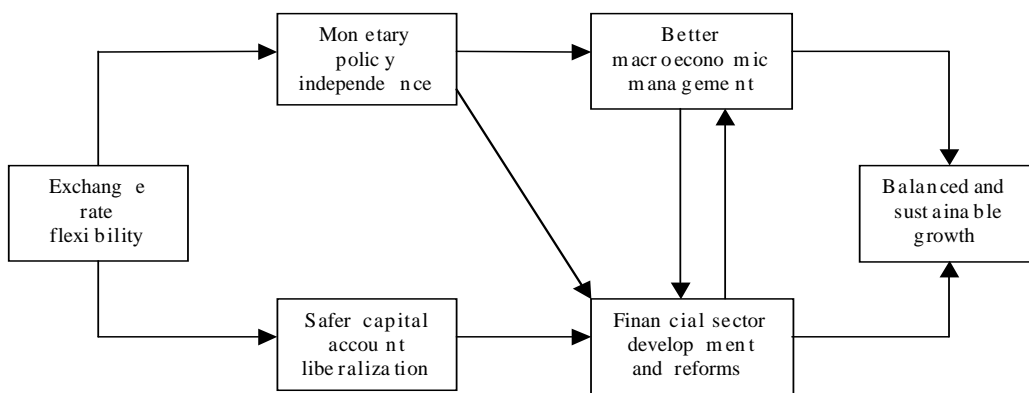 Monetary
policy
independence
Better
macroeconomic
management
Exchange
rate
flexibility
Balanced and
sustainable
growth
Safer capital
account
liberalization
Financial sector
development
and reforms